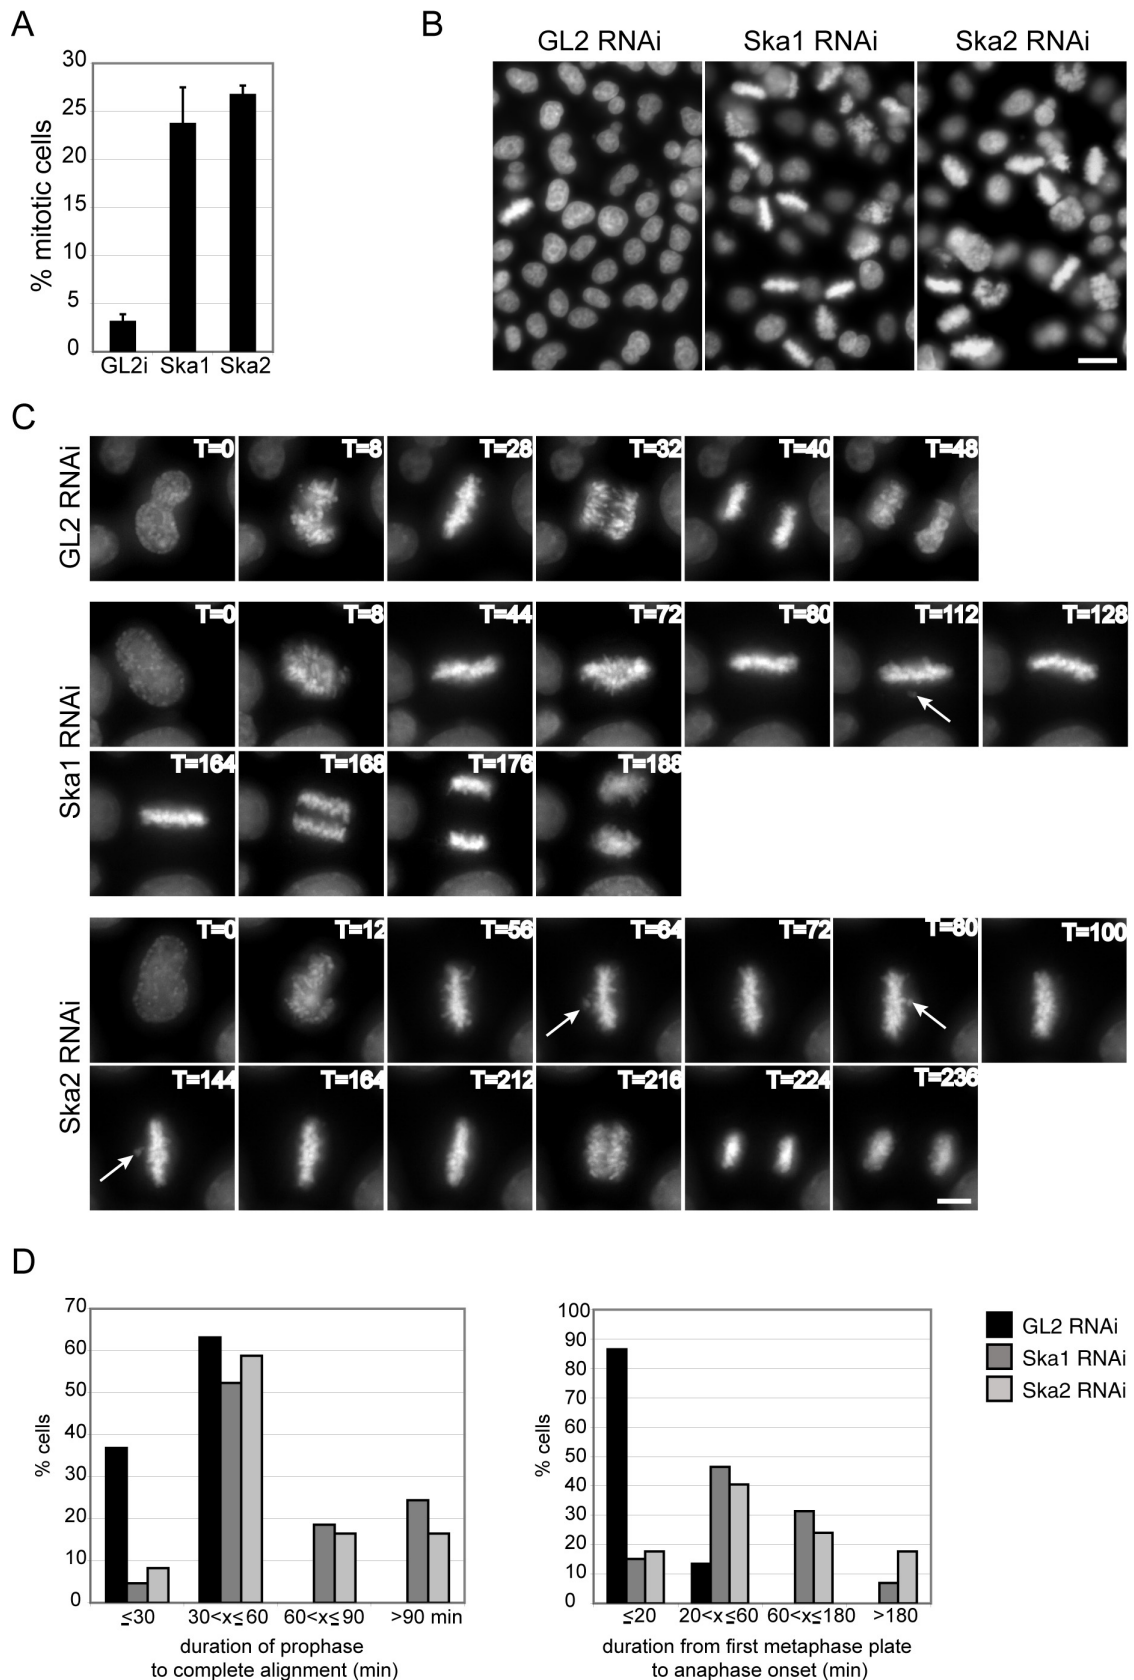 A
30
25
20
15
10
5
0
% mitotic cells
GL2i Ska1 Ska2
B
GL2 RNAi Ska1 RNAi Ska2 RNAi
C
GL2 RNAi
T=0 T=8 T=28 T=32 T=40 T=48
Ska1 RNAi
T=0 T=8 T=44 T=72 T=80 T=112 T=128
T=164 T=168 T=176 T=188
Ska2 RNAi
T=0 T=12 T=56 T=64 T=72 T=80 T=100
T=144 T=164 T=212 T=216 T=224 T=236
D
70
60
50
40
30
20
10
0
% cells
≤30 30<x≤60 60<x≤90 >90 min
duration of prophase
to complete alignment (min)
100
90
80
70
60
50
40
30
20
10
0
% cells
≤20 20<x≤60 60<x≤180 >180
duration from first metaphase plate
to anaphase onset (min)
GL2 RNAi
Ska1 RNAi
Ska2 RNAi